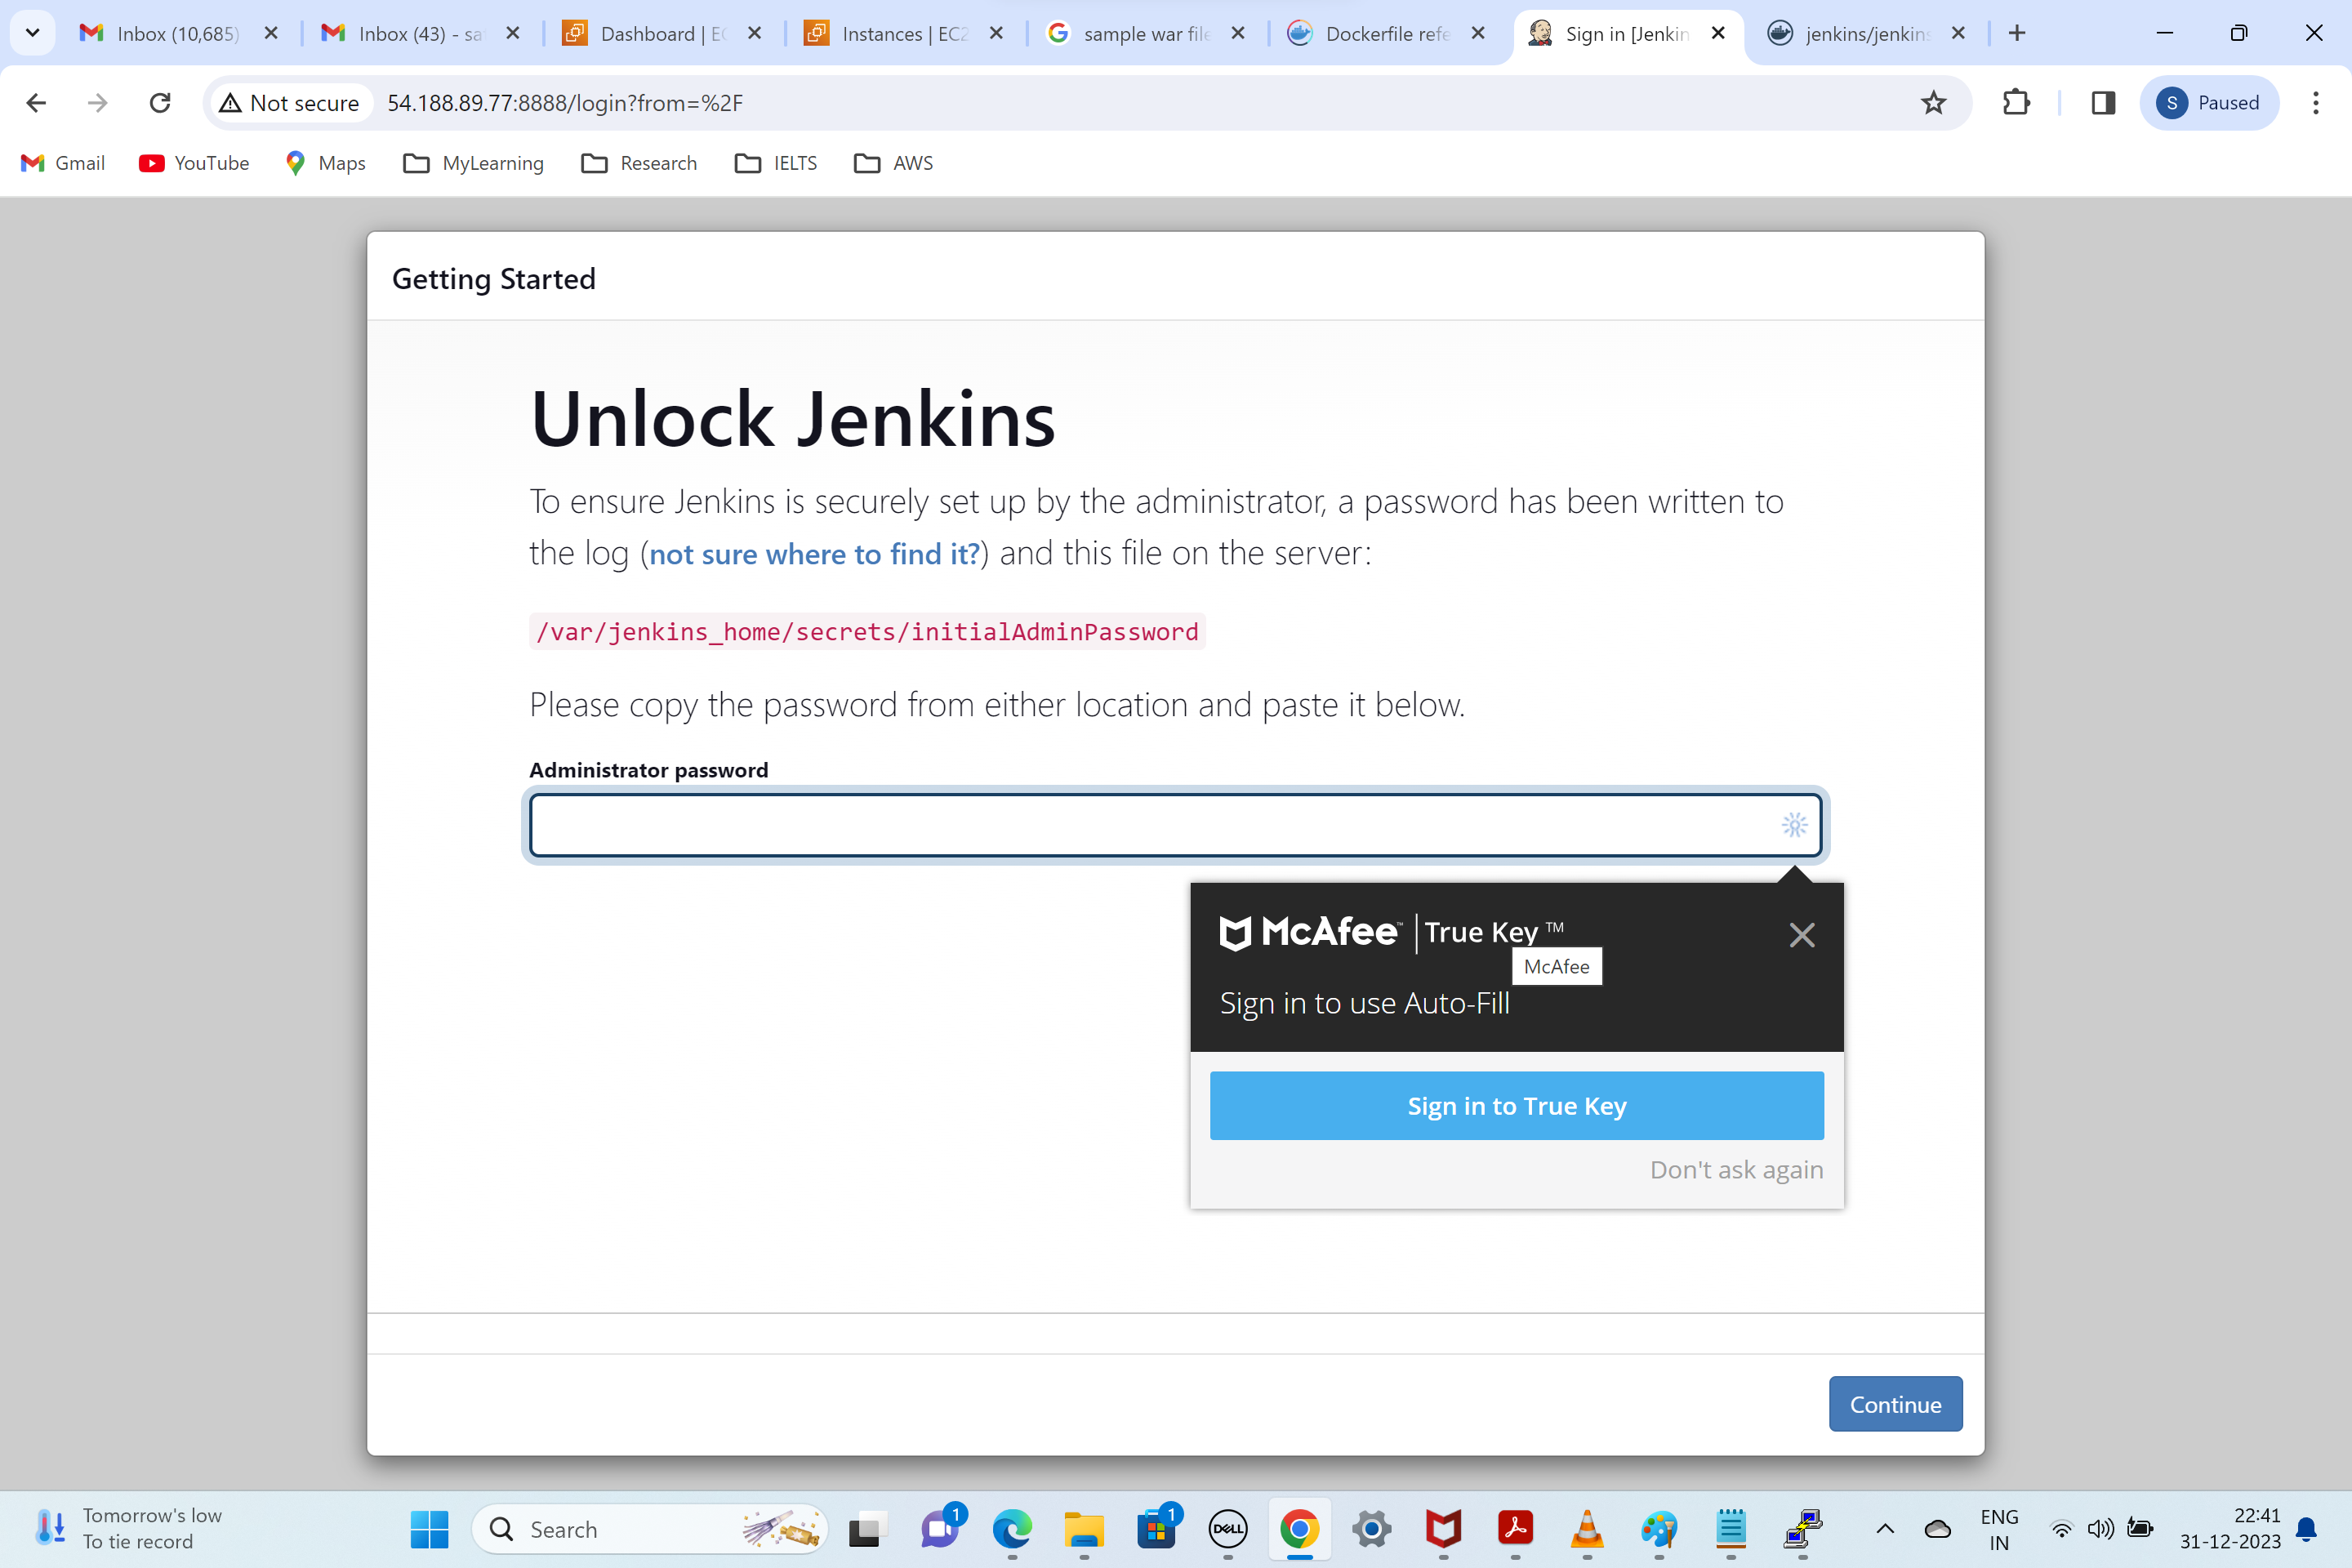 Inbox (10,685)
Inbox (43) - sa
Dashboard | EC
Instances | EC2
sample war file
Dockerfile refe
Sign in [Jenkin
jenkins/jenkins
Not secure
54.188.89.77:8888/login?from=%2F
S
Paused
Gmail
YouTube
Maps
MyLearning
Research
IELTS
AWS
Getting Started
Unlock Jenkins
To ensure Jenkins is securely set up by the administrator, a password has been written to
the log (not sure where to find it?) and this file on the server:
/var/jenkins_home/secrets/initialAdminPassword
Please copy the password from either location and paste it below.
Administrator password
McAfee™ | True Key ™
McAfee
Sign in to use Auto-Fill
Sign in to True Key
Don't ask again
Continue
Tomorrow's low
To tie record
Search
1
1
DELL
ENG
IN
22:41
31-12-2023